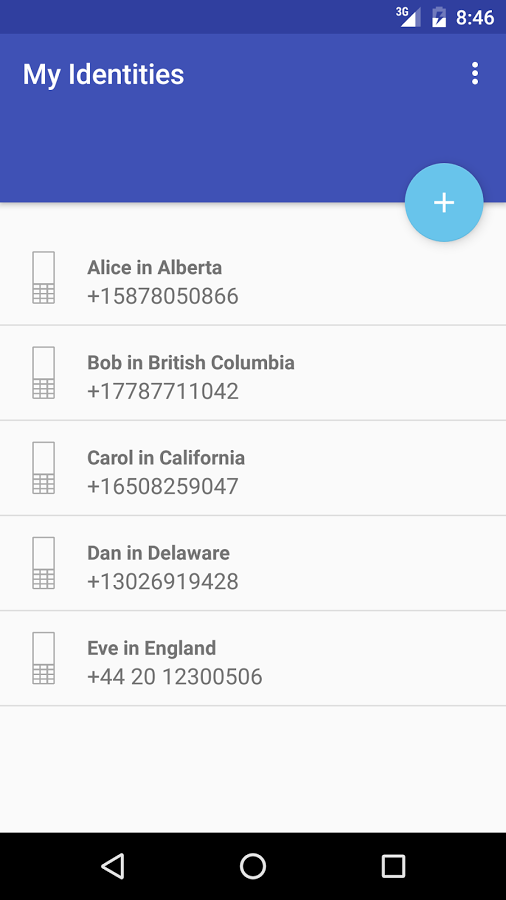 3G 8:46
My Identities
+
Alice in Alberta
+15878050866
Bob in British Columbia
+17787711042
Carol in California
+16508259047
Dan in Delaware
+13026919428
Eve in England
+44 20 12300506